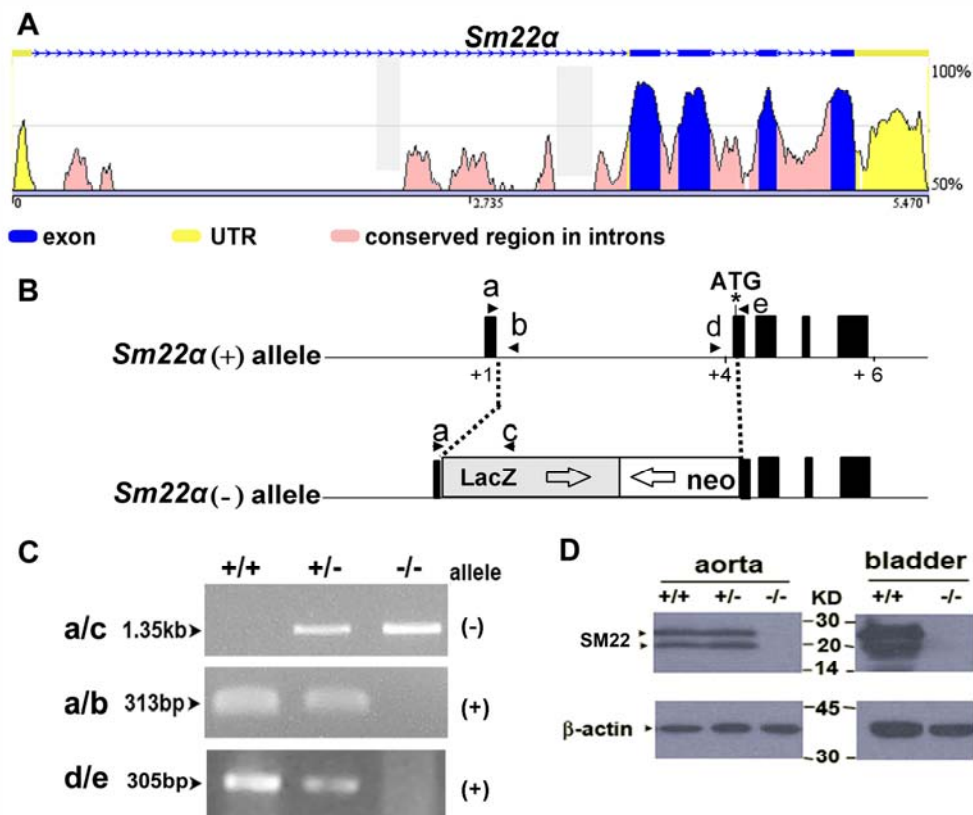 A
Sm22α
100%
50%
0 2.735 5.470
exon UTR conserved region in introns
B
ATG
a * e
b d
Sm22α (+) allele
+1 +4 + 6
a c
LacZ neo
Sm22α (-) allele
C
+/+ +/- -/- allele
a/c 1.35kb (-)
a/b 313bp (+)
d/e 305bp (+)
D
aorta bladder
+/+ +/- -/- KD +/+ -/-
30
SM22 20
14
45
β-actin
30